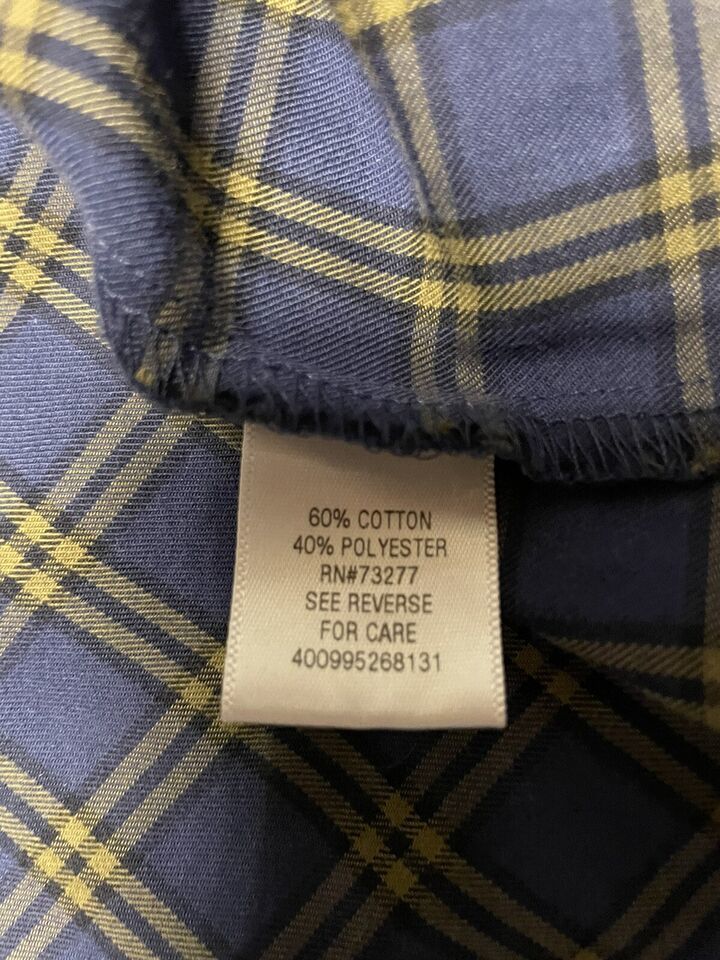 60% COTTON
40% POLYESTER
RN#73277
SEE REVERSE
FOR CARE
400995268131